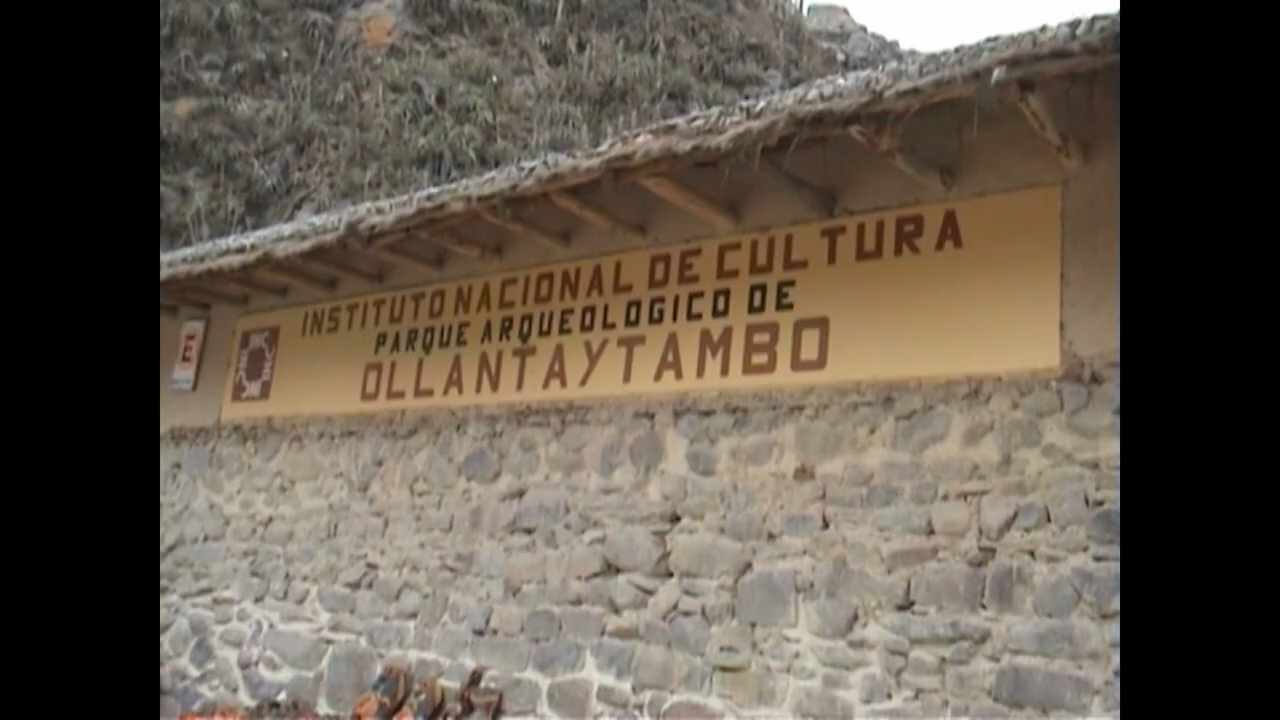 INSTITUTO NACIONAL DE CULTURA
PARQUE ARQUEOLOGICO DE
OLLANTAYTAMBO
E